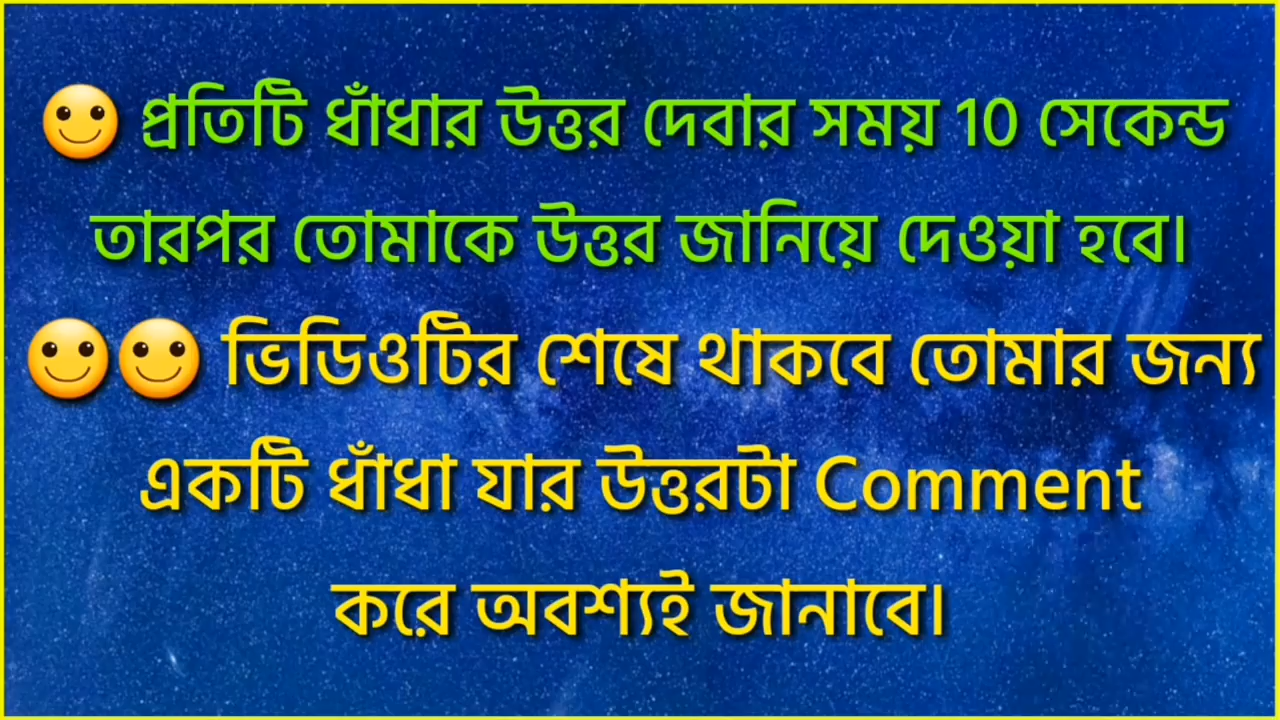 🙂 প্রতিটি ধাঁধার উত্তর দেবার সময় 10 সেকেন্ড
তারপর তোমাকে উত্তর জানিয়ে দেওয়া হবে।
🙂🙂 ভিডিওটির শেষে থাকবে তোমার জন্য
একটি ধাঁধা যার উত্তরটা Comment
করে অবশ্যই জানাবে।